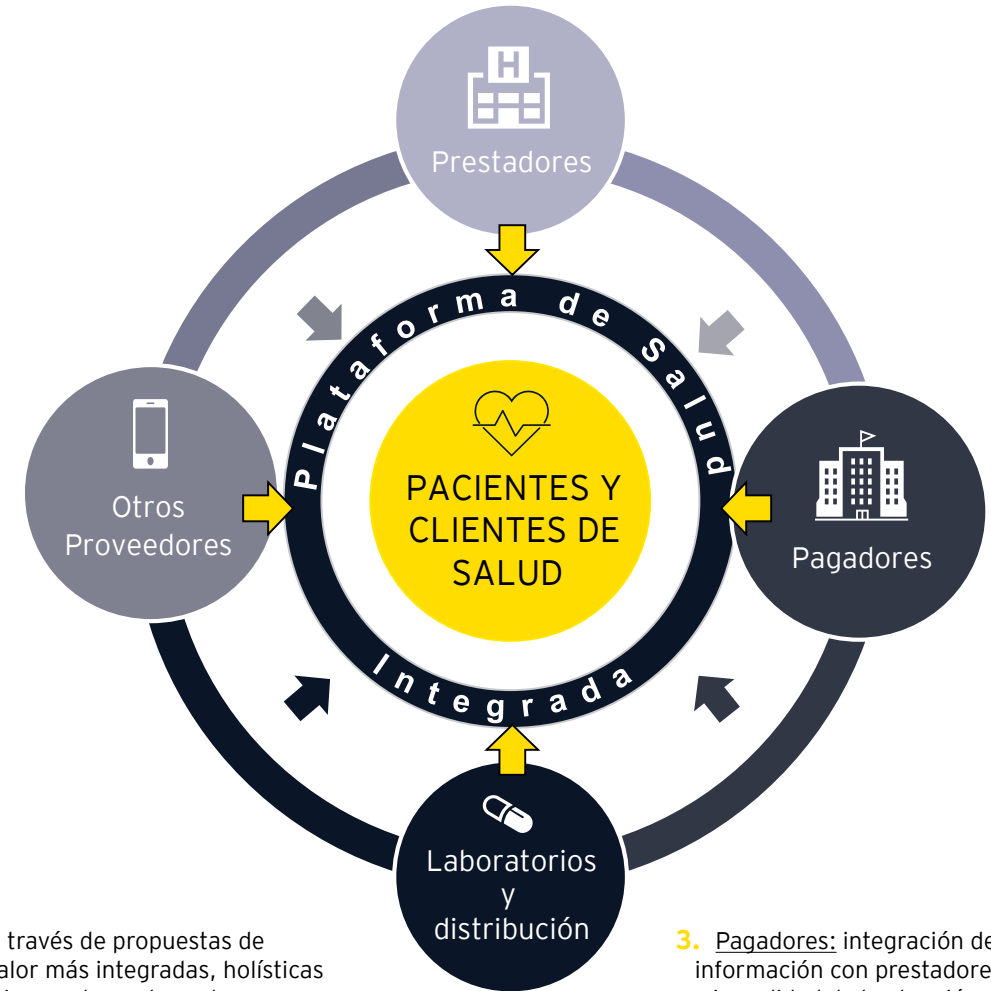 H
Prestadores
Plataforma de Salud
Integrada
PACIENTES Y
CLIENTES DE
SALUD
Otros
Proveedores
Pagadores
Laboratorios
y
distribución
través de propuestas de
alor más integradas, holísticas
3. Pagadores: integración de
información con prestadore